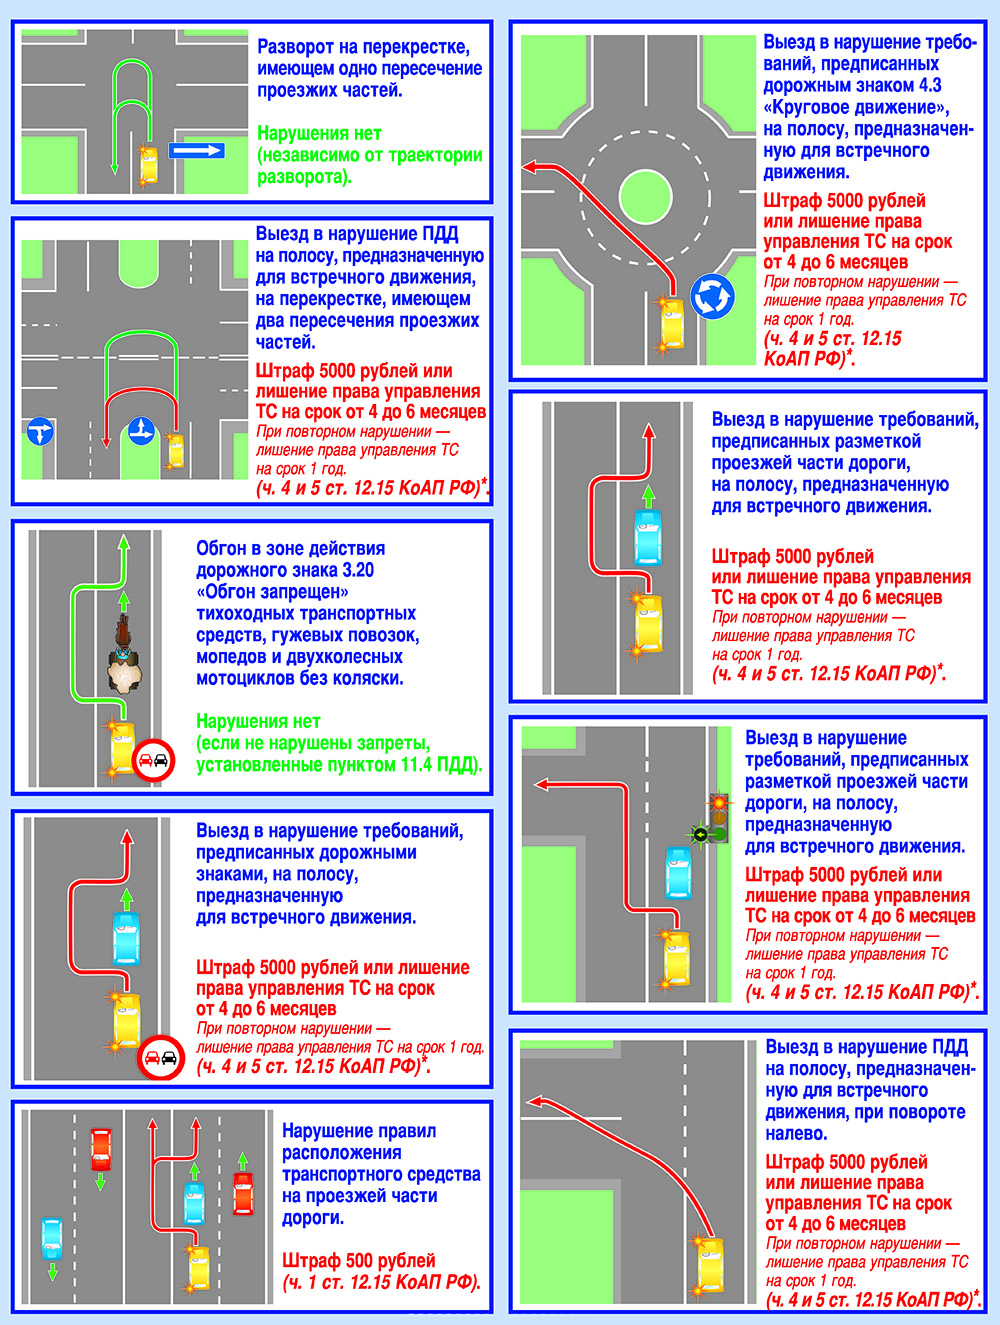 Разворот на перекрестке,
имеющем одно пересечение
проезжих частей.
Нарушения нет
(независимо от траектории
разворота).
Выезд в нарушение ПДД
на полосу, предназначенную
для встречного движения,
на перекрестке, имеющем
два пересечения проезжих
частей.
Штраф 5000 рублей или
лишение права управления
ТС на срок от 4 до 6 месяцев
При повторном нарушении —
лишение права управления ТС
на срок 1 год.
(ч. 4 и 5 ст. 12.15 КоАП РФ)*.
Обгон в зоне действия
дорожного знака 3.20
«Обгон запрещен»
тихоходных транспортных
средств, гужевых повозок,
мопедов и двухколесных
мотоциклов без коляски.
Нарушения нет
(если не нарушены запреты,
установленные пунктом 11.4 ПДД).
Выезд в нарушение требований,
предписанных дорожными
знаками, на полосу,
предназначенную
для встречного движения.
Штраф 5000 рублей или лишение
права управления ТС на срок
от 4 до 6 месяцев
При повторном нарушении —
лишение права управления ТС на срок 1 год.
(ч. 4 и 5 ст. 12.15 КоАП РФ)*.
Нарушение правил
расположения
транспортного средства
на проезжей части
дороги.
Штраф 500 рублей
(ч. 1 ст. 12.15 КоАП РФ).
Выезд в нарушение требо-
ваний, предписанных
дорожным знаком 4.3
«Круговое движение»,
на полосу, предназначен-
ную для встречного
движения.
Штраф 5000 рублей
или лишение права
управления ТС на срок
от 4 до 6 месяцев
При повторном нарушении —
лишение права управления ТС
на срок 1 год.
(ч. 4 и 5 ст. 12.15
КоАП РФ)*.
Выезд в нарушение требований,
предписанных разметкой
проезжей части дороги,
на полосу, предназначенную
для встречного движения.
Штраф 5000 рублей
или лишение права управления
ТС на срок от 4 до 6 месяцев
При повторном нарушении —
лишение права управления ТС
на срок 1 год.
(ч. 4 и 5 ст. 12.15 КоАП РФ)*.
Выезд в нарушение
требований, предписанных
разметкой проезжей части
дороги, на полосу,
предназначенную
для встречного движения.
Штраф 5000 рублей или
лишение права управления
ТС на срок от 4 до 6 месяцев
При повторном нарушении —
лишение права управления ТС
на срок 1 год.
(ч. 4 и 5 ст. 12.15 КоАП РФ)*.
Выезд в нарушение ПДД
на полосу, предназначен-
ную для встречного
движения, при повороте
налево.
Штраф 5000 рублей
или лишение права
управления ТС на срок
от 4 до 6 месяцев
При повторном нарушении —
лишение права управления ТС
на срок 1 год.
(ч. 4 и 5 ст. 12.15 КоАП РФ)*.